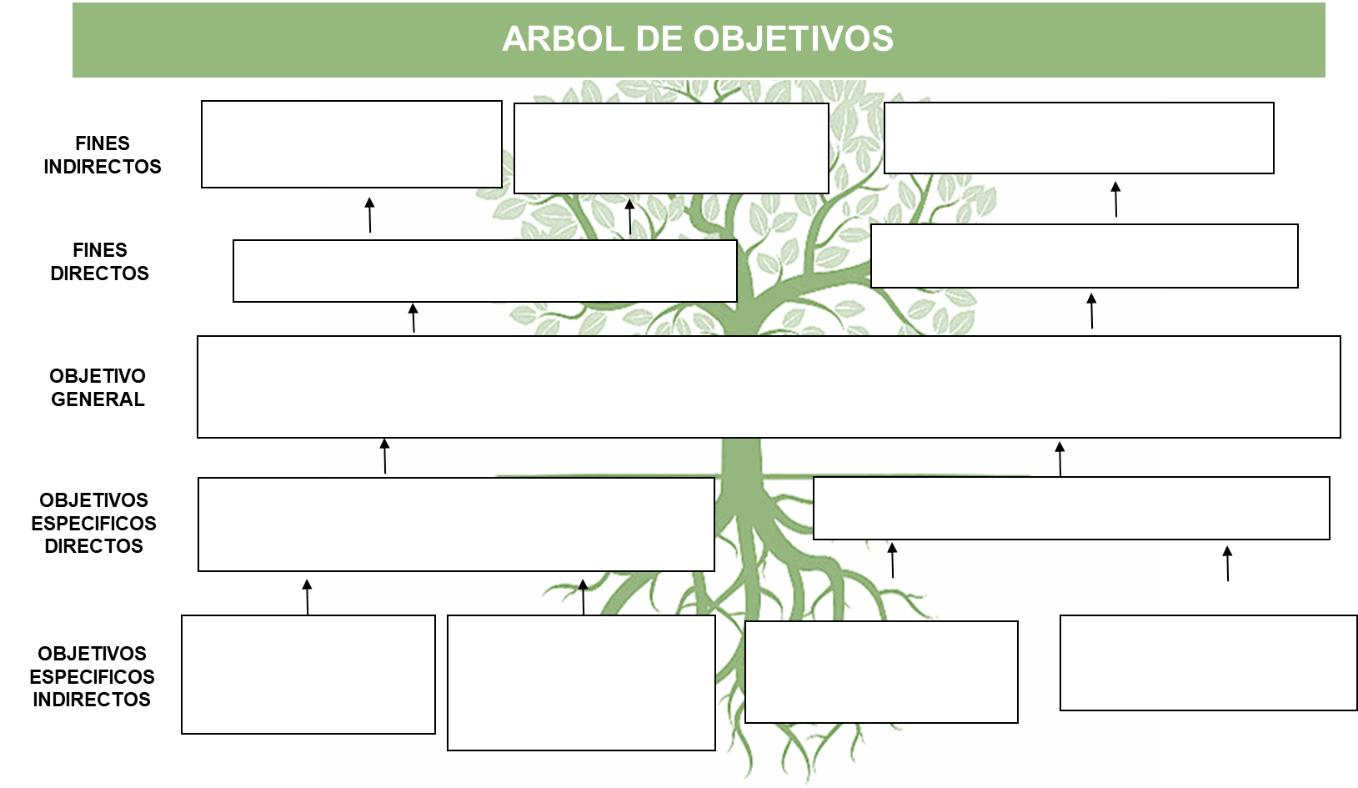 ARBOL DE OBJETIVOS
FINES
INDIRECTOS
FINES
DIRECTOS
OBJETIVO
GENERAL
OBJETIVOS
ESPECIFICOS
DIRECTOS
OBJETIVOS
ESPECIFICOS
INDIRECTOS